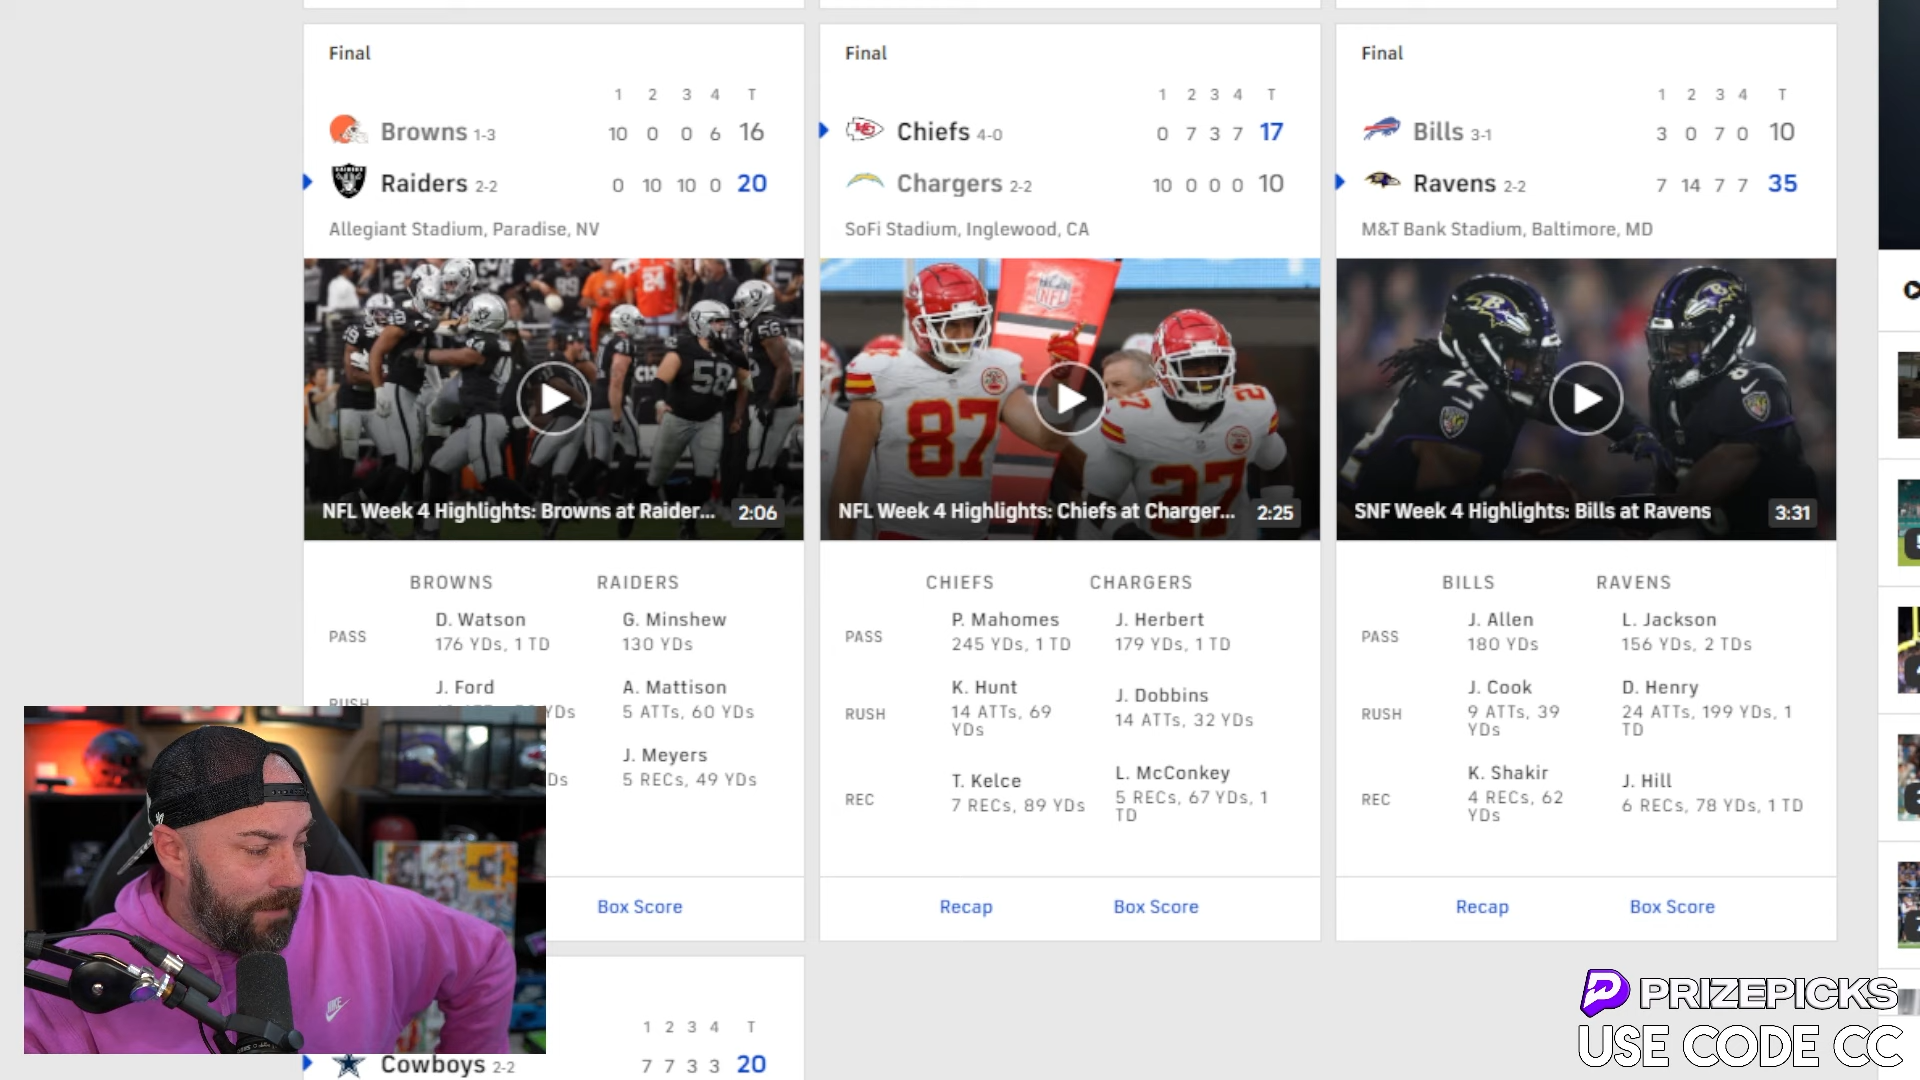 Final
1 2 3 4 T
Browns 1-3 10 0 0 6 16
Raiders 2-2 0 10 10 0 20
Allegiant Stadium, Paradise, NV
NFL Week 4 Highlights: Browns at Raider... 2:06
BROWNS RAIDERS
PASS
D. Watson
176 YDs, 1 TD
G. Minshew
130 YDs
RUSH
J. Ford
YDs
A. Mattison
5 ATTs, 60 YDs
Ds
J. Meyers
5 RECs, 49 YDs
Box Score
Final
1 2 3 4 T
Chiefs 4-0 0 7 3 7 17
Chargers 2-2 10 0 0 0 10
SoFi Stadium, Inglewood, CA
87
27
NFL Week 4 Highlights: Chiefs at Charger... 2:25
CHIEFS CHARGERS
PASS
P. Mahomes
245 YDs, 1 TD
J. Herbert
179 YDs, 1 TD
RUSH
K. Hunt
14 ATTs, 69
YDs
J. Dobbins
14 ATTs, 32 YDs
REC
T. Kelce
7 RECs, 89 YDs
L. McConkey
5 RECs, 67 YDs, 1
TD
Recap Box Score
Final
1 2 3 4 T
Bills 3-1 3 0 7 0 10
Ravens 2-2 7 14 7 7 35
M&T Bank Stadium, Baltimore, MD
22
SNF Week 4 Highlights: Bills at Ravens 3:31
BILLS RAVENS
PASS
J. Allen
180 YDs
L. Jackson
156 YDs, 2 TDs
RUSH
J. Cook
9 ATTs, 39
YDs
D. Henry
24 ATTs, 199 YDs, 1
TD
REC
K. Shakir
4 RECs, 62
YDs
J. Hill
6 RECs, 78 YDs, 1 TD
Recap Box Score
1 2 3 4 T
Cowboys 2-2 7 7 3 3 20
NIKE
PRIZEPICKS
USE CODE CC